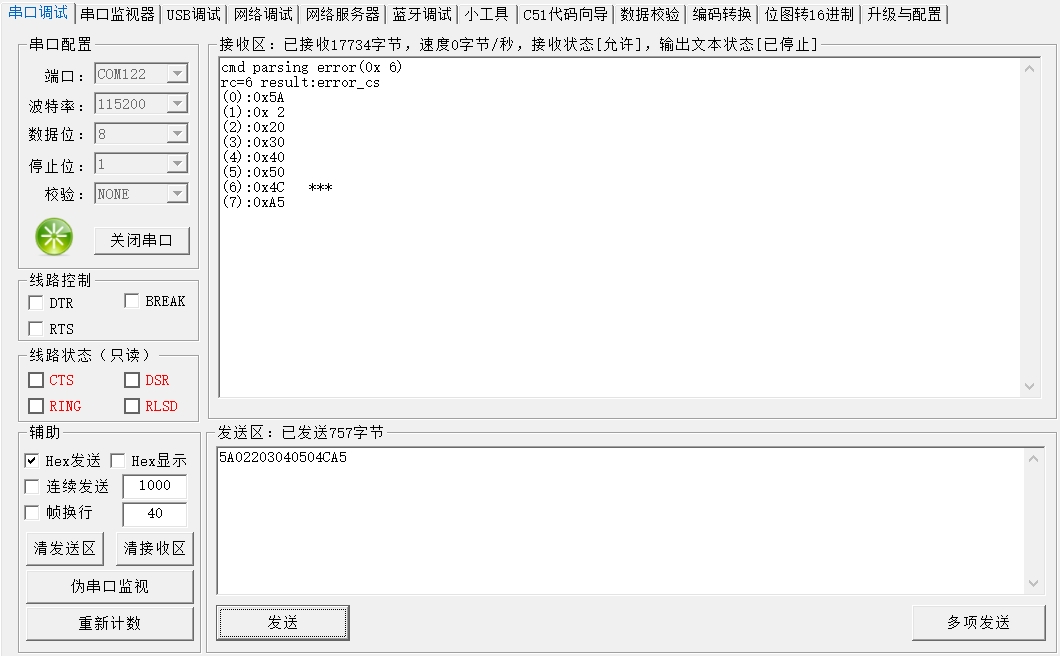 串口调试 串口监视器 USB调试 网络调试 网络服务器 蓝牙调试 小工具 C51代码向导 数据校验 编码转换 位图转16进制 升级与配置
串口配置
端口: COM122
波特率: 115200
数据位: 8
停止位: 1
校验: NONE
关闭串口
线路控制
DTR BREAK
RTS
线路状态(只读)
CTS DSR
RING RLSD
辅助
Hex发送 Hex显示
连续发送 1000
帧换行 40
清发送区 清接收区
伪串口监视
重新计数
接收区: 已接收17734字节, 速度0字节/秒, 接收状态[允许], 输出文本状态[已停止]
cmd parsing error(0x 6)
rc=6 result:error_cs
(0):0x5A
(1):0x 2
(2):0x20
(3):0x30
(4):0x40
(5):0x50
(6):0x4C ***
(7):0xA5
发送区: 已发送757字节
5A02203040504CA5
发送 多项发送